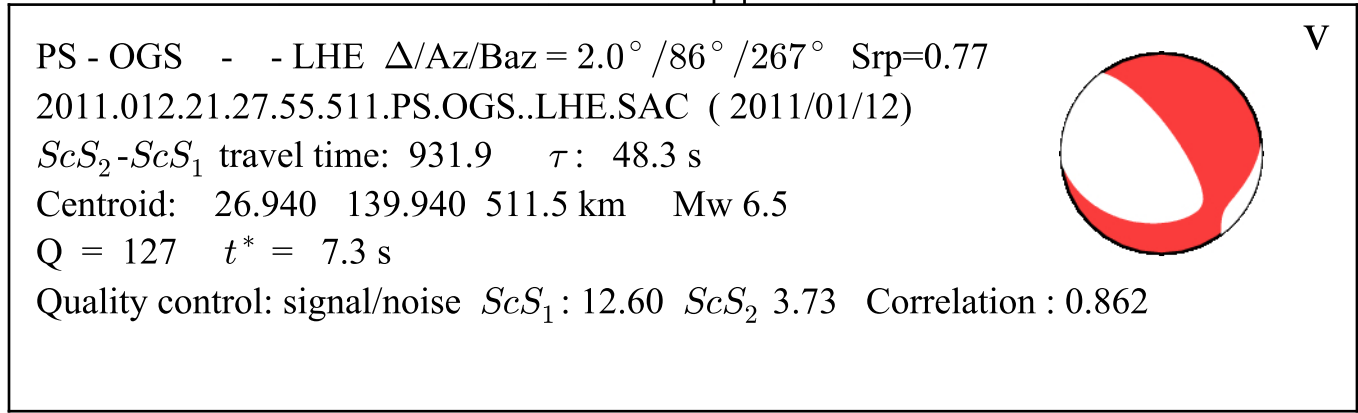 PS - OGS - - LHE Δ/Az/Baz = 2.0° /86° /267° Srp=0.77
V
2011.012.21.27.55.511.PS.OGS..LHE.SAC ( 2011/01/12)
ScS₂-ScS₁ travel time: 931.9 τ : 48.3 s
Centroid: 26.940 139.940 511.5 km Mw 6.5
Q = 127 t* = 7.3 s
Quality control: signal/noise ScS₁ : 12.60 ScS₂ 3.73 Correlation : 0.862